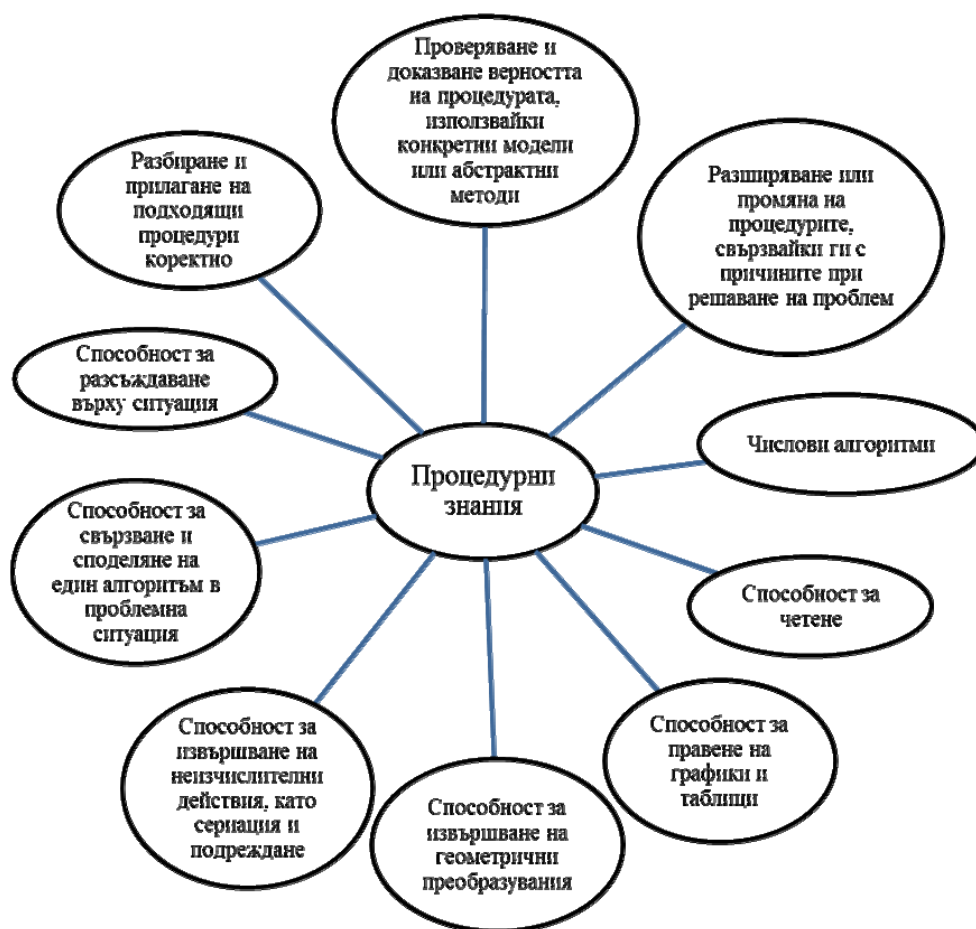 Проверяване и
доказване верността
на процедурата,
използвайки
конкретни модели
или абстрактни
методи
Разбиране и
прилагане на
подходящи
процедури
коректно
Разширяване или
промяна на
процедурите,
свързвайки ги с
причините при
решаване на проблем
Способност за
разсъждаване
върху ситуация
Числови алгоритми
Процедурни
знания
Способност за
свързване и
споделяне на
един алгоритъм в
проблемна
ситуация
Способност за
четене
Способност за
извършване на
неизчислителни
действия, като
сериация и
подреждане
Способност за
извършване на
геометрични
преобразувания
Способност за
правене на
графики и
таблици